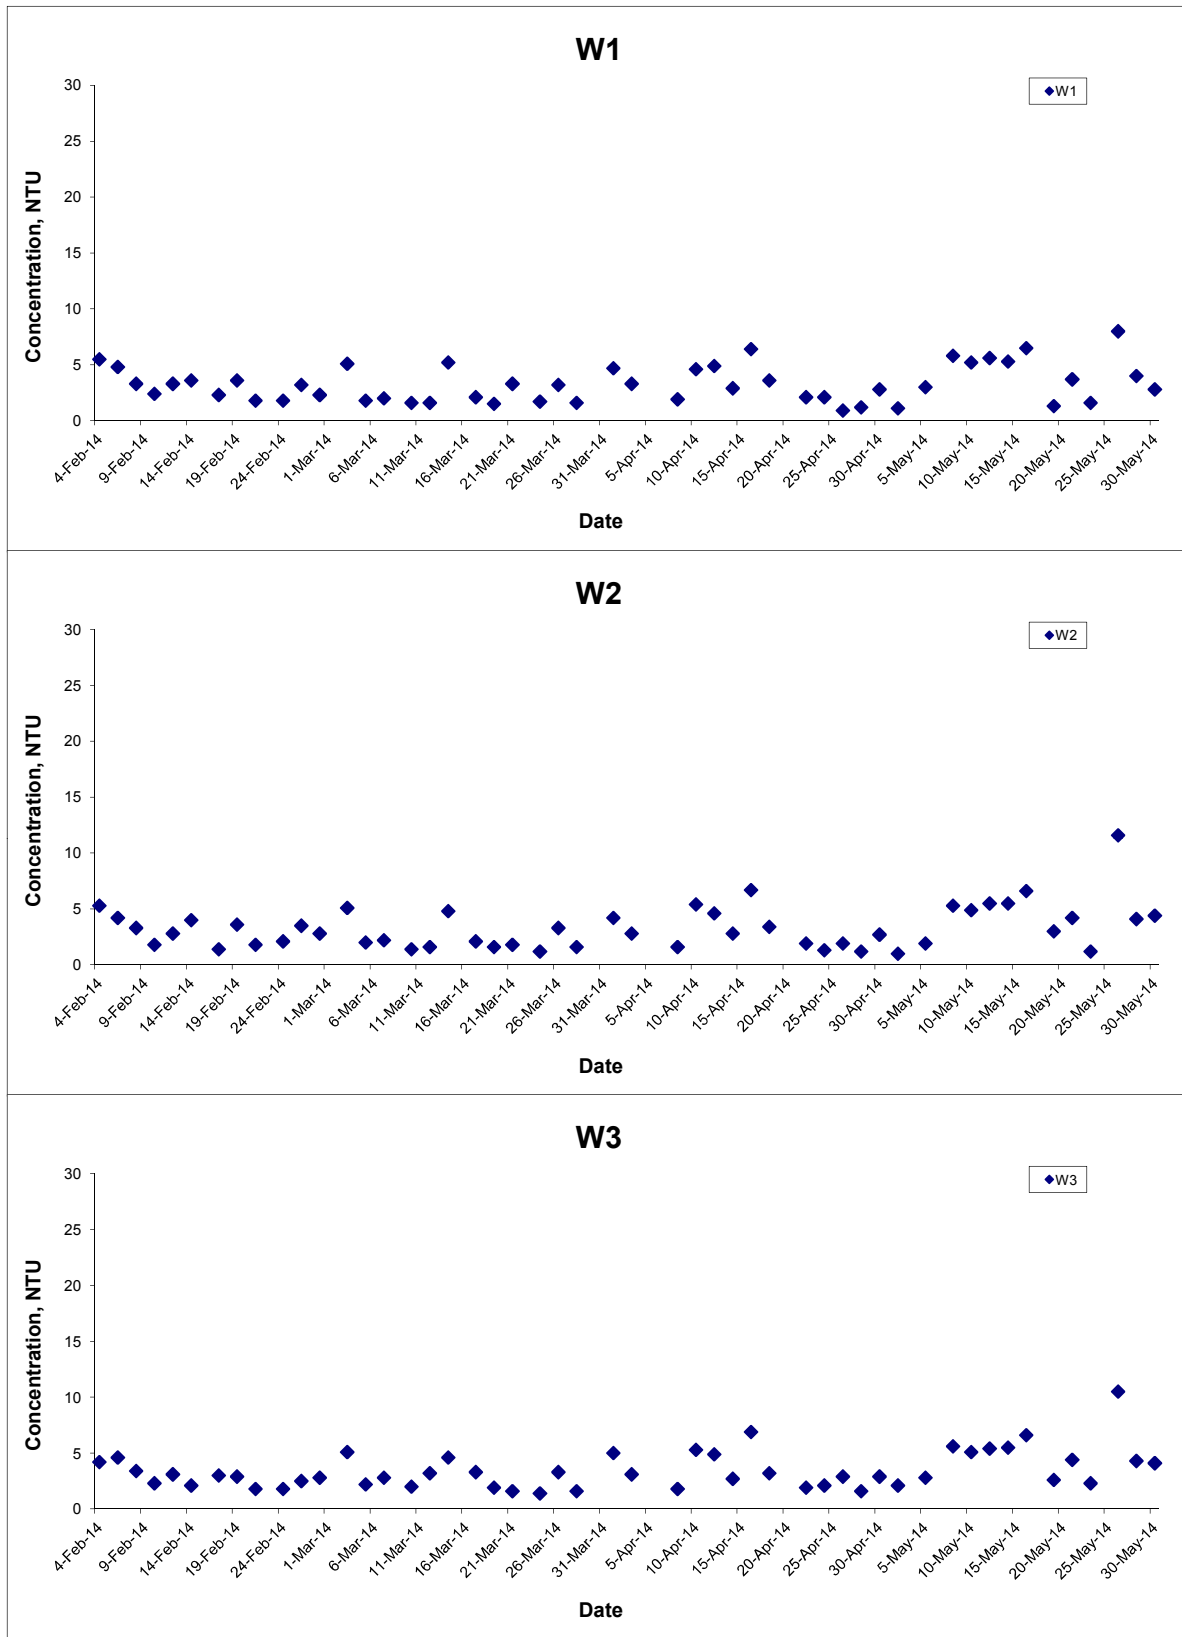 W1
W1
30
25
20
15
10
5
0
Concentration, NTU
4-Feb-14
9-Feb-14
14-Feb-14
19-Feb-14
24-Feb-14
1-Mar-14
6-Mar-14
11-Mar-14
16-Mar-14
21-Mar-14
26-Mar-14
31-Mar-14
5-Apr-14
10-Apr-14
15-Apr-14
20-Apr-14
25-Apr-14
30-Apr-14
5-May-14
10-May-14
15-May-14
20-May-14
25-May-14
30-May-14
Date
W2
W2
30
25
20
15
10
5
0
Concentration, NTU
4-Feb-14
9-Feb-14
14-Feb-14
19-Feb-14
24-Feb-14
1-Mar-14
6-Mar-14
11-Mar-14
16-Mar-14
21-Mar-14
26-Mar-14
31-Mar-14
5-Apr-14
10-Apr-14
15-Apr-14
20-Apr-14
25-Apr-14
30-Apr-14
5-May-14
10-May-14
15-May-14
20-May-14
25-May-14
30-May-14
Date
W3
W3
30
25
20
15
10
5
0
Concentration, NTU
4-Feb-14
9-Feb-14
14-Feb-14
19-Feb-14
24-Feb-14
1-Mar-14
6-Mar-14
11-Mar-14
16-Mar-14
21-Mar-14
26-Mar-14
31-Mar-14
5-Apr-14
10-Apr-14
15-Apr-14
20-Apr-14
25-Apr-14
30-Apr-14
5-May-14
10-May-14
15-May-14
20-May-14
25-May-14
30-May-14
Date